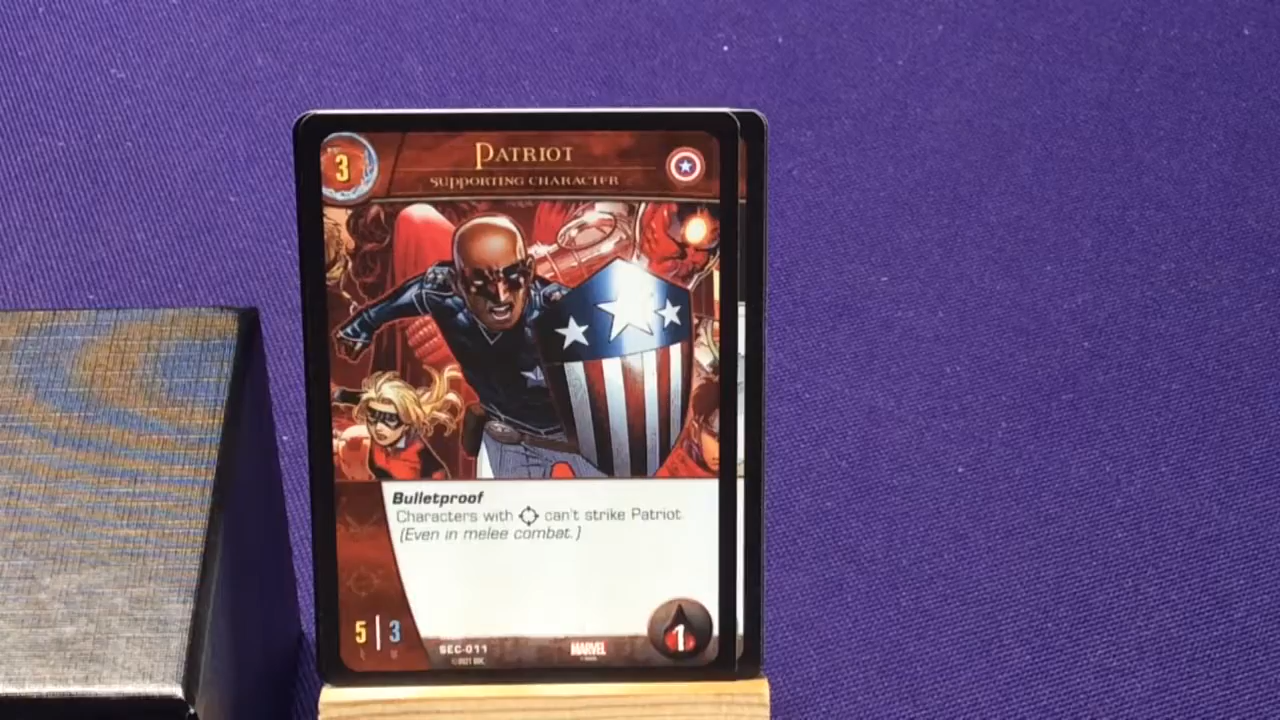 3
PATRIOT
SUPPORTING CHARACTER
Bulletproof
Characters with can't strike Patriot.
(Even in melee combat.)
5 | 3
SEC-011
MARVEL
1